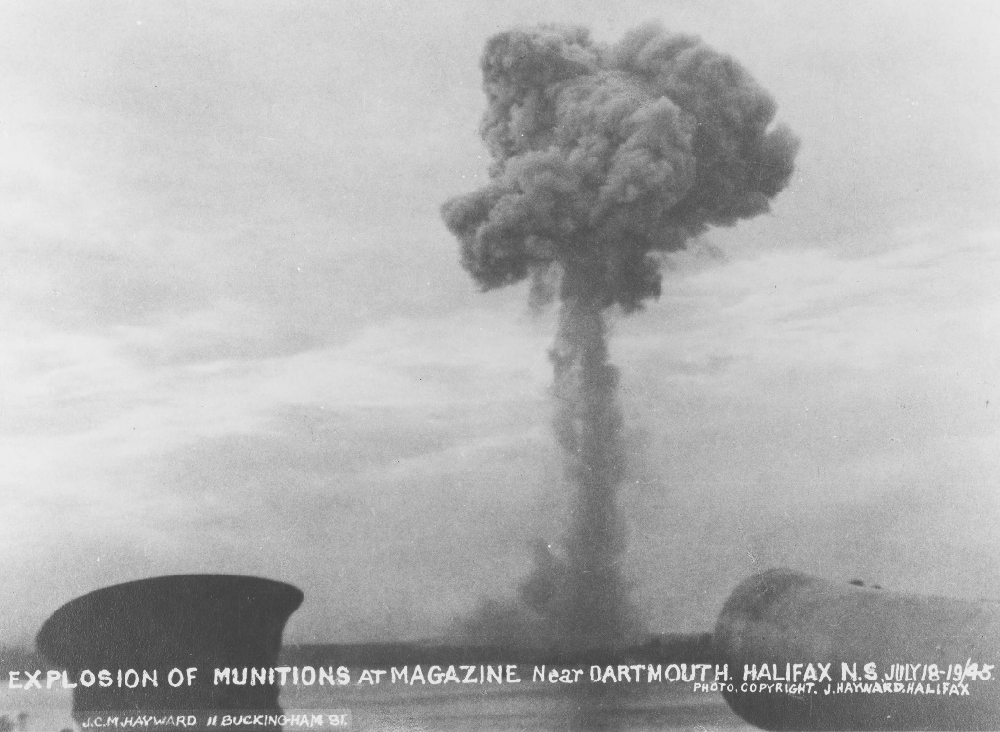 EXPLOSION OF MUNITIONS AT MAGAZINE Near DARTMOUTH. HALIFAX N.S. JULY 18-19/45.
PHOTO. COPYRIGHT. J. HAYWARD. HALIFAX
J.C.M. HAYWARD 11 BUCKINGHAM ST.